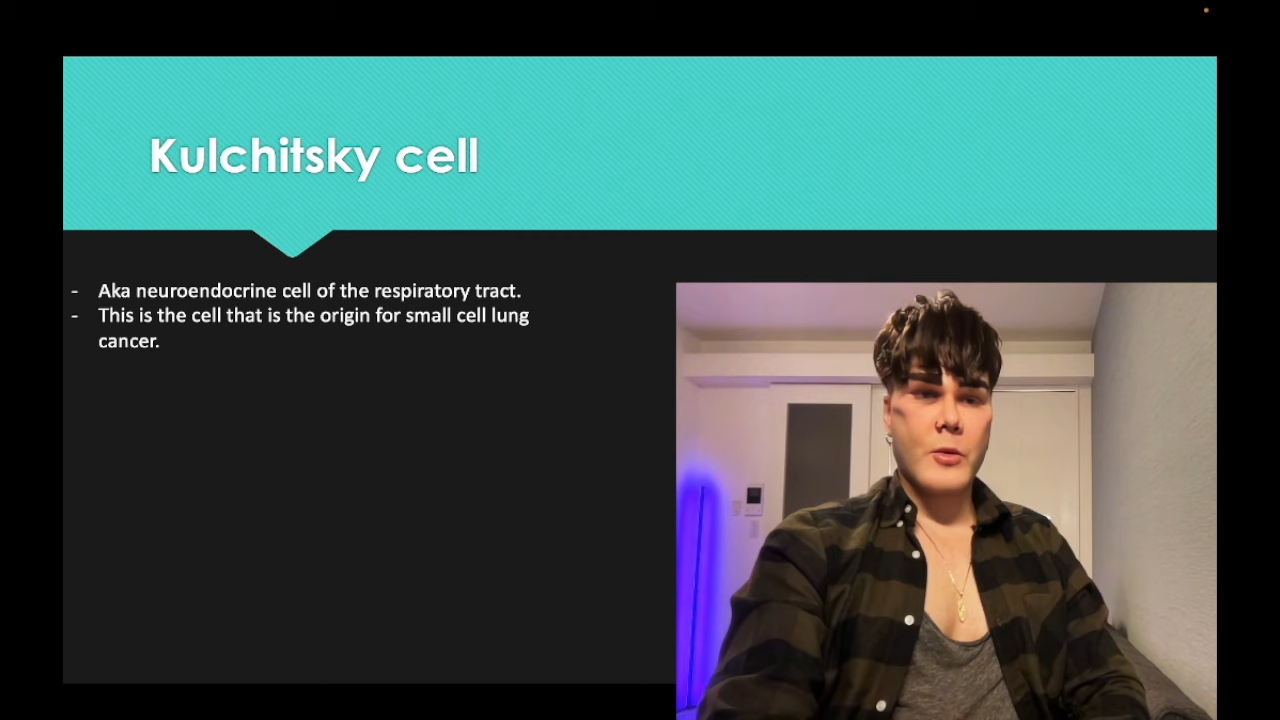 Kulchitsky cell
- Aka neuroendocrine cell of the respiratory tract.
- This is the cell that is the origin for small cell lung
cancer.